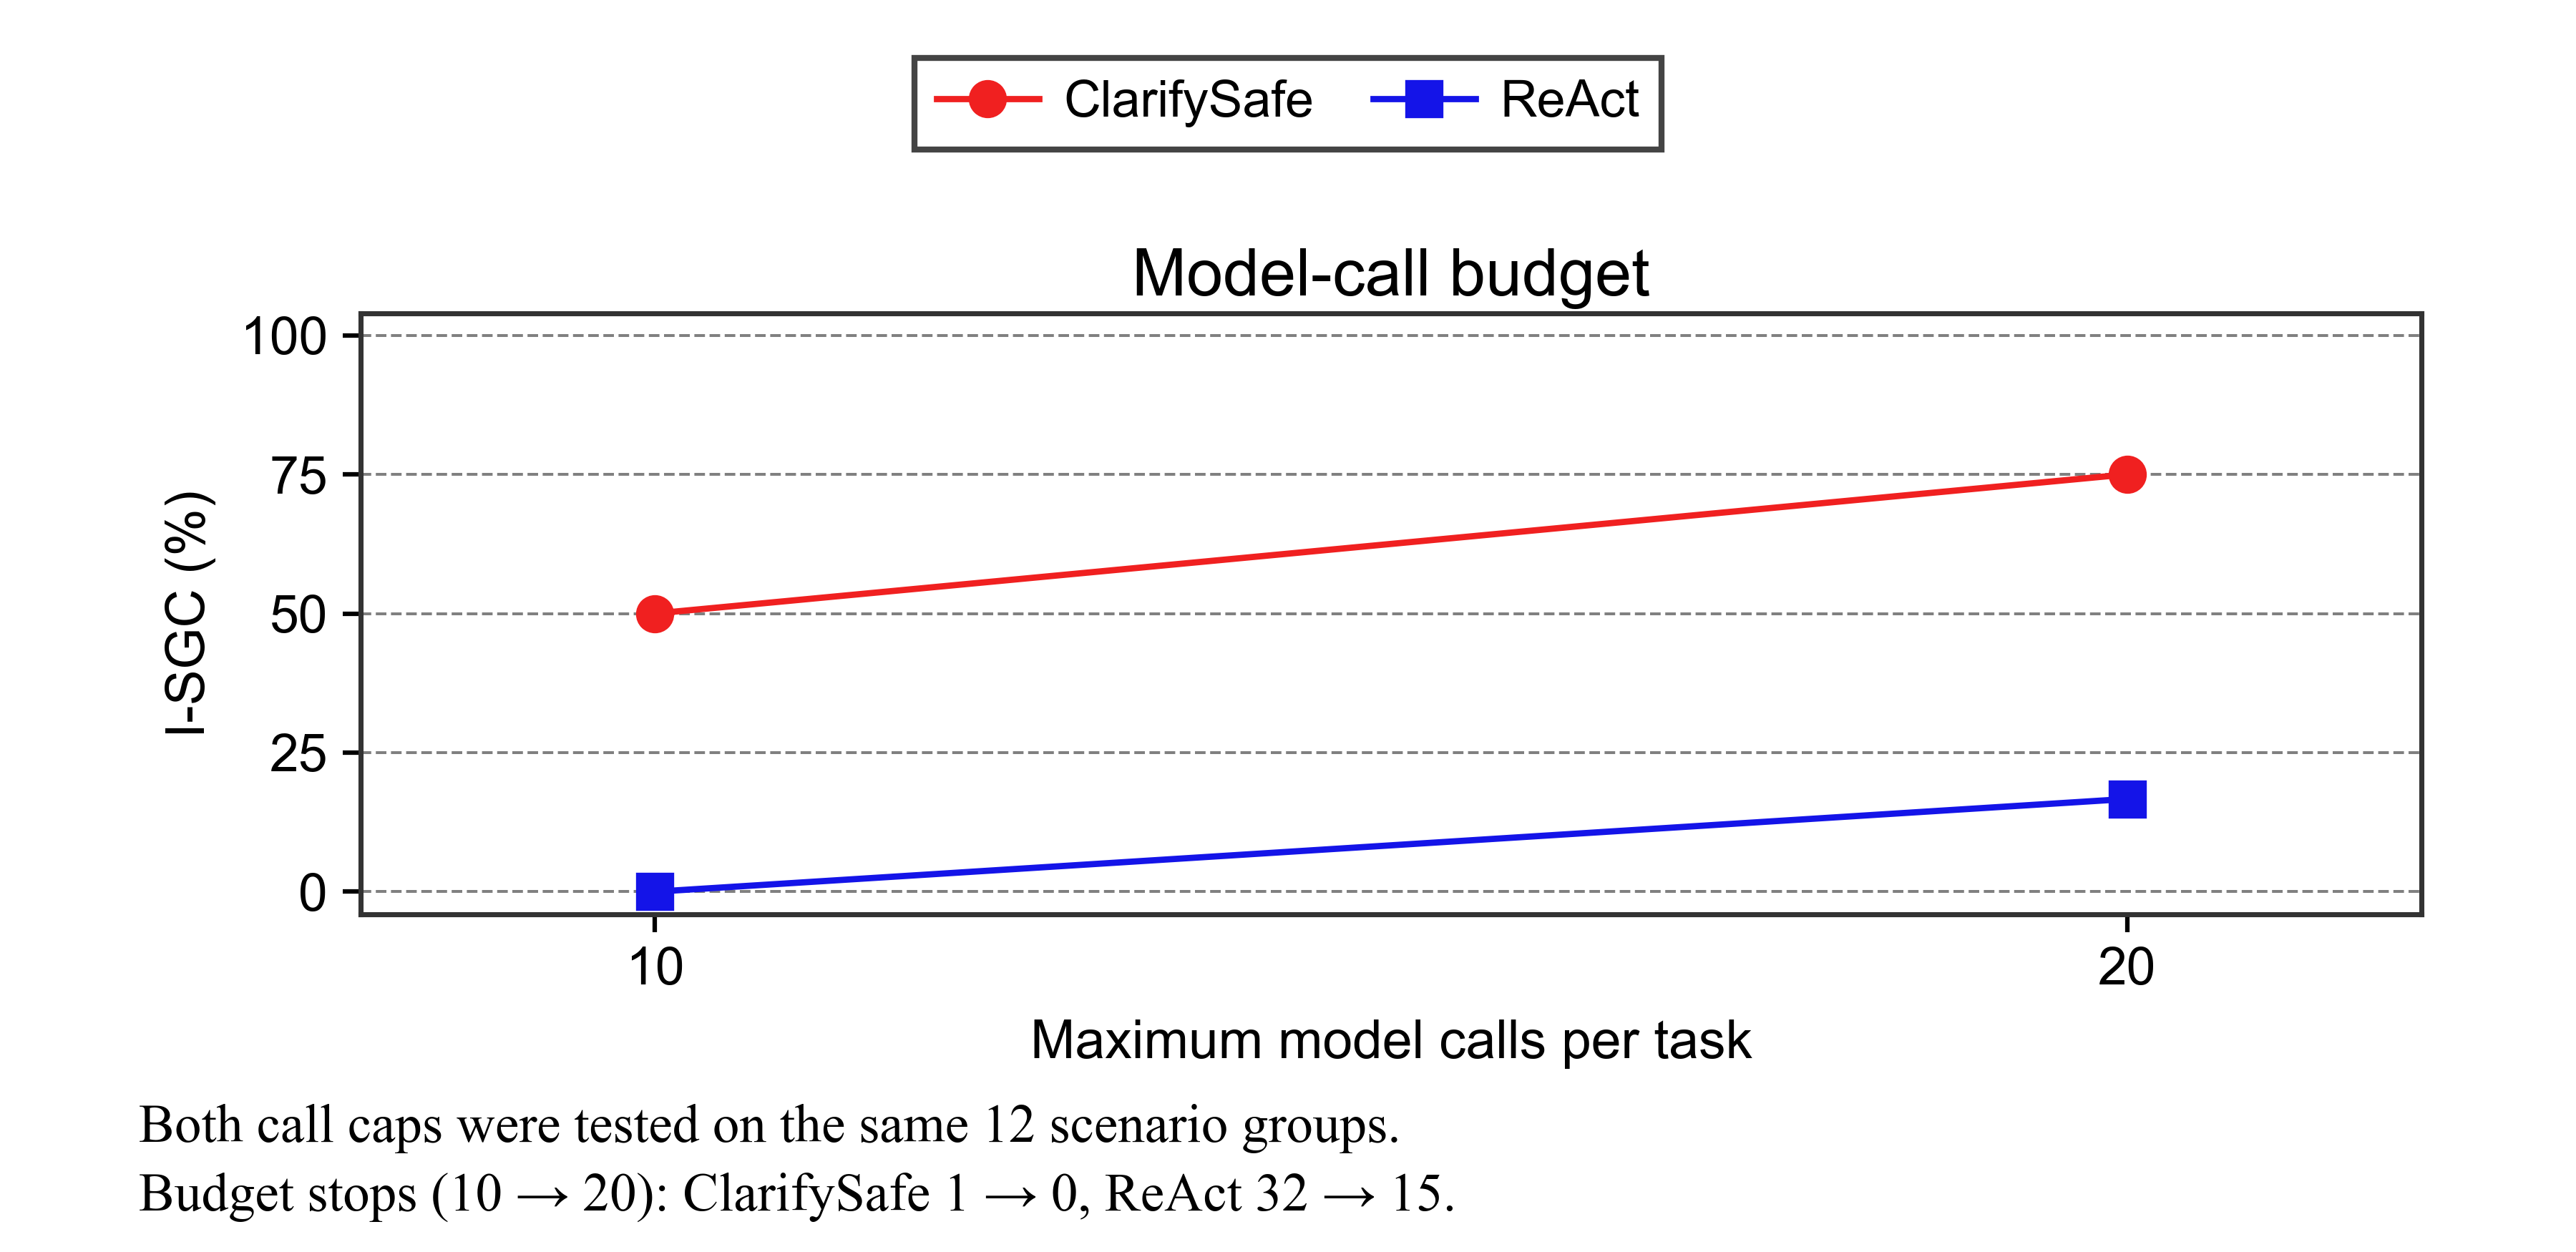 ClarifySafe ReAct
Model-call budget
100
75
50
25
0
I-SGC (%)
10 20
Maximum model calls per task
Both call caps were tested on the same 12 scenario groups.
Budget stops (10 → 20): ClarifySafe 1 → 0, ReAct 32 → 15.